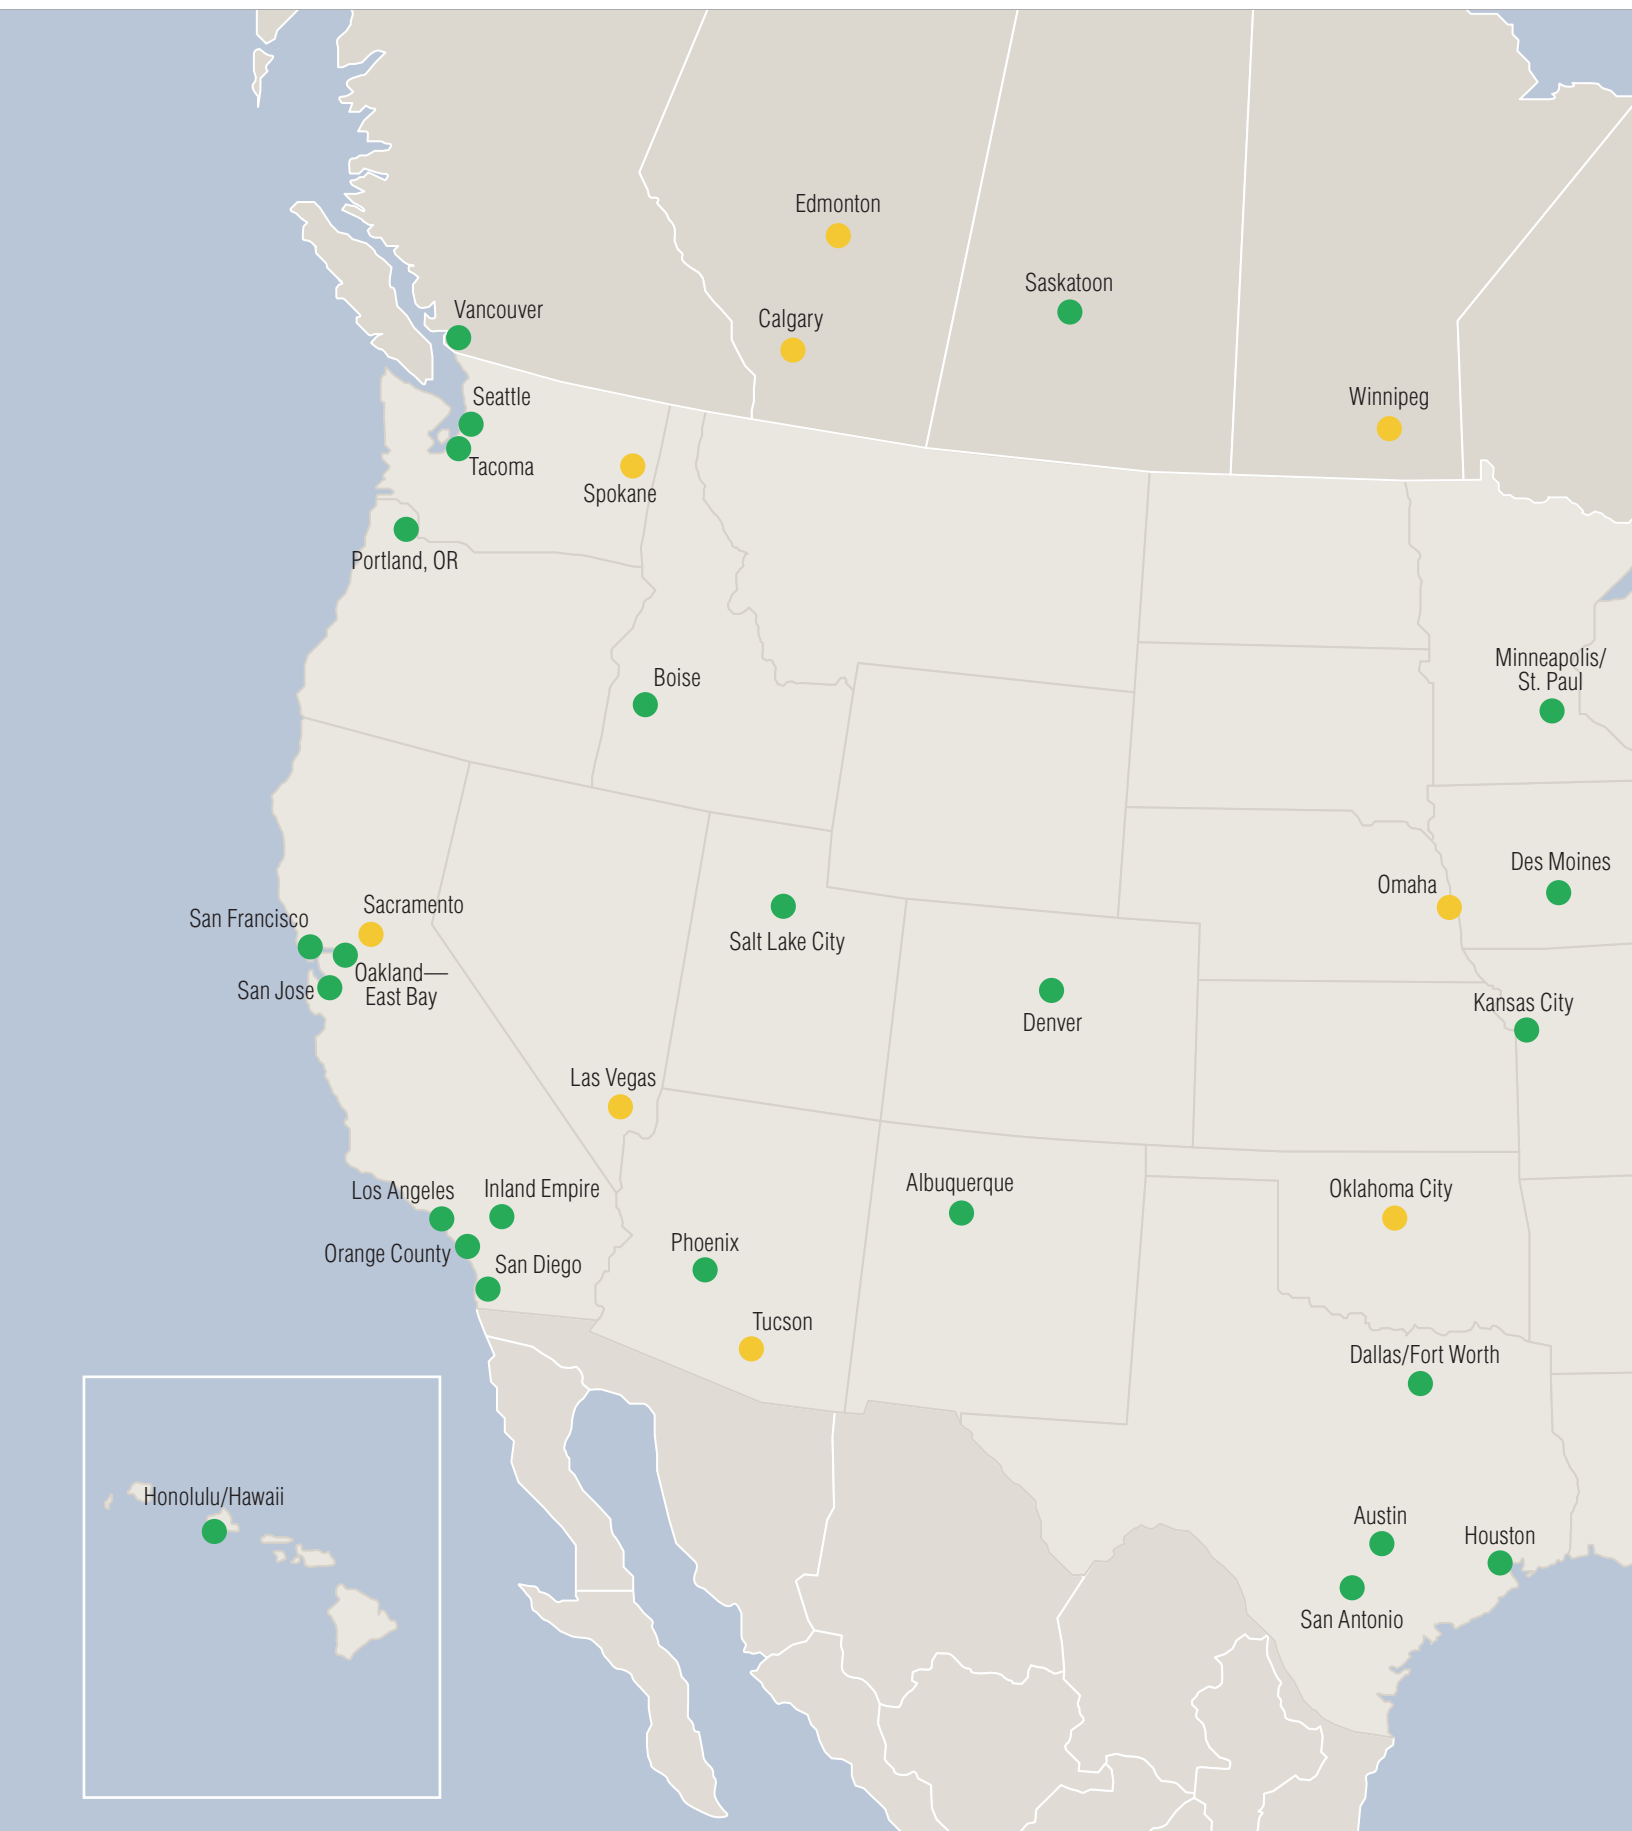 Edmonton
Saskatoon
Vancouver
Calgary
Seattle
Winnipeg
Tacoma
Spokane
Portland, OR
Minneapolis/
St. Paul
Boise
Des Moines
Omaha
Sacramento
San Francisco
Salt Lake City
Oakland—
East Bay
San Jose
Kansas City
Denver
Las Vegas
Albuquerque
Inland Empire
Oklahoma City
Los Angeles
Phoenix
Orange County
San Diego
Tucson
Dallas/Fort Worth
Honolulu/Hawaii
Austin
Houston
San Antonio